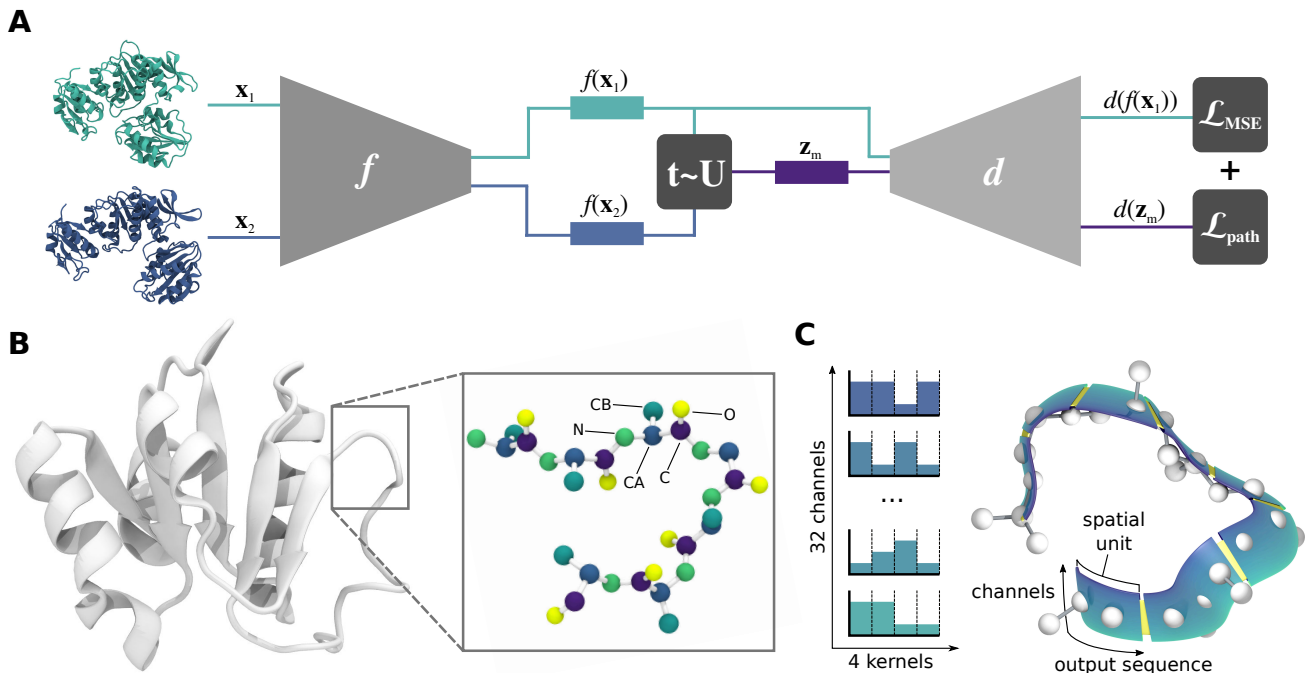 A
x₁
x₂
f
f(x₁)
f(x₂)
t~U
zₘ
d
d(f(x₁))
d(zₘ)
ℒMSE
+
ℒpath
B
CB
O
N
CA
C
C
32 channels
...
4 kernels
spatial
unit
channels
output sequence